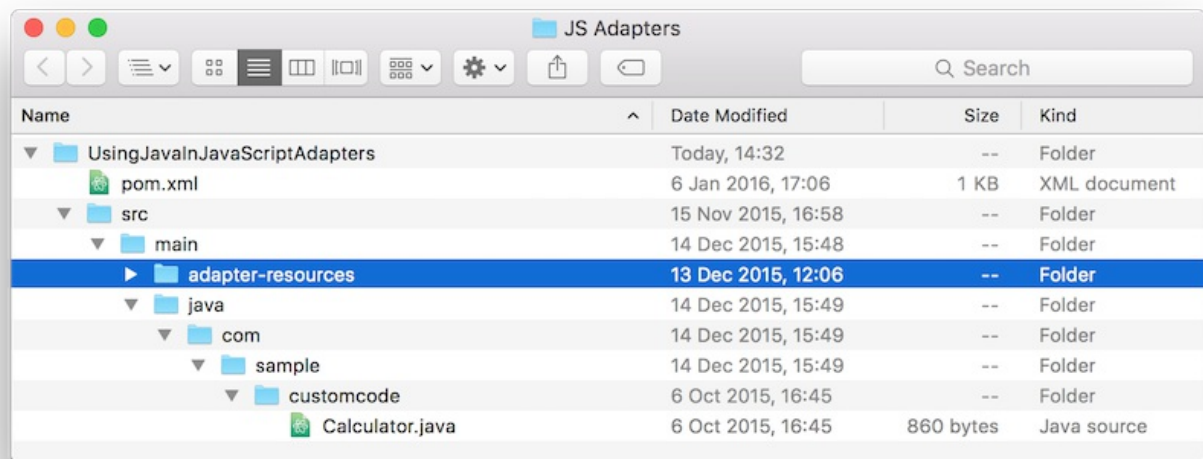 JS Adapters
Search
Name Date Modified Size Kind
UsingJavaInJavaScriptAdapters Today, 14:32 -- Folder
pom.xml 6 Jan 2016, 17:06 1 KB XML document
src 15 Nov 2015, 16:58 -- Folder
main 14 Dec 2015, 15:48 -- Folder
adapter-resources 13 Dec 2015, 12:06 -- Folder
java 14 Dec 2015, 15:49 -- Folder
com 14 Dec 2015, 15:49 -- Folder
sample 14 Dec 2015, 15:49 -- Folder
customcode 6 Oct 2015, 16:45 -- Folder
Calculator.java 6 Oct 2015, 16:45 860 bytes Java source